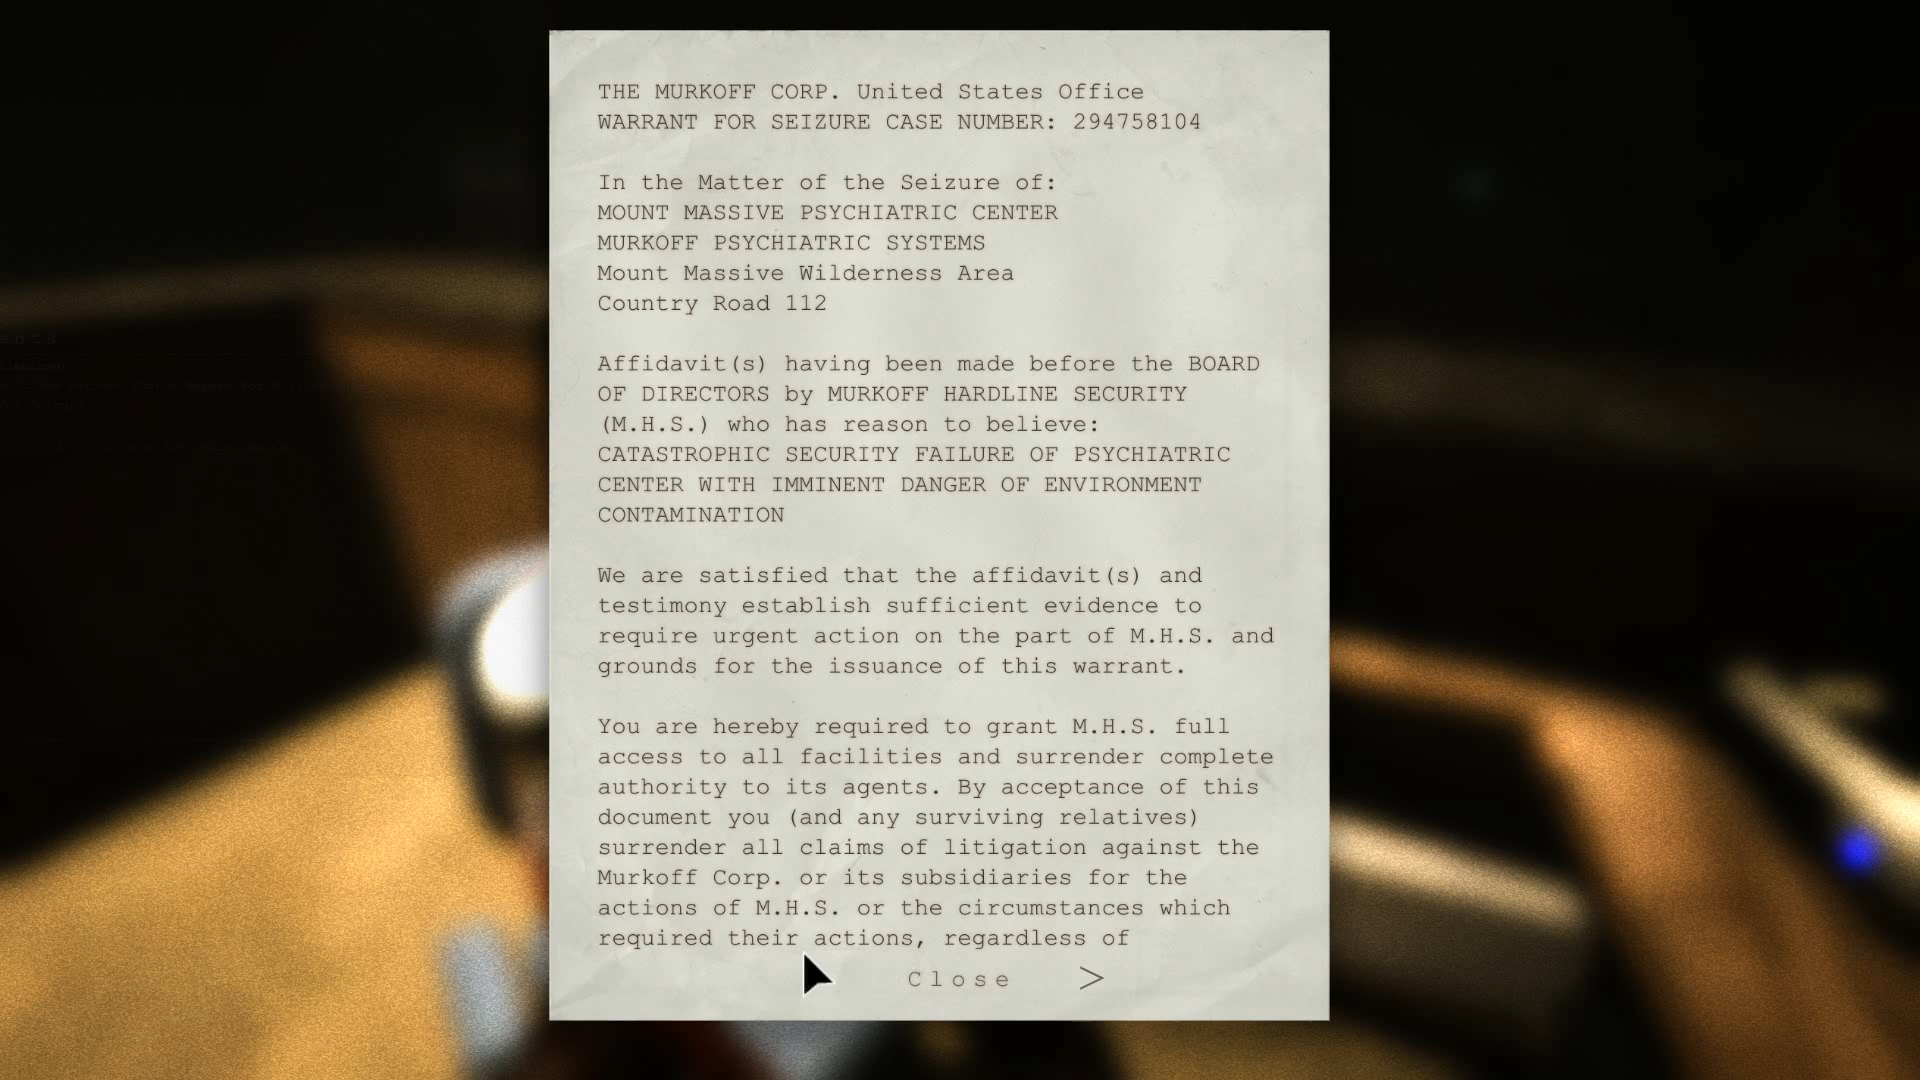 THE MURKOFF CORP. United States Office
WARRANT FOR SEIZURE CASE NUMBER: 294758104
In the Matter of the Seizure of:
MOUNT MASSIVE PSYCHIATRIC CENTER
MURKOFF PSYCHIATRIC SYSTEMS
Mount Massive Wilderness Area
Country Road 112
Affidavit(s) having been made before the BOARD
OF DIRECTORS by MURKOFF HARDLINE SECURITY
(M.H.S.) who has reason to believe:
CATASTROPHIC SECURITY FAILURE OF PSYCHIATRIC
CENTER WITH IMMINENT DANGER OF ENVIRONMENT
CONTAMINATION
We are satisfied that the affidavit(s) and
testimony establish sufficient evidence to
require urgent action on the part of M.H.S. and
grounds for the issuance of this warrant.
You are hereby required to grant M.H.S. full
access to all facilities and surrender complete
authority to its agents. By acceptance of this
document you (and any surviving relatives)
surrender all claims of litigation against the
Murkoff Corp. or its subsidiaries for the
actions of M.H.S. or the circumstances which
required their actions, regardless of
Close >